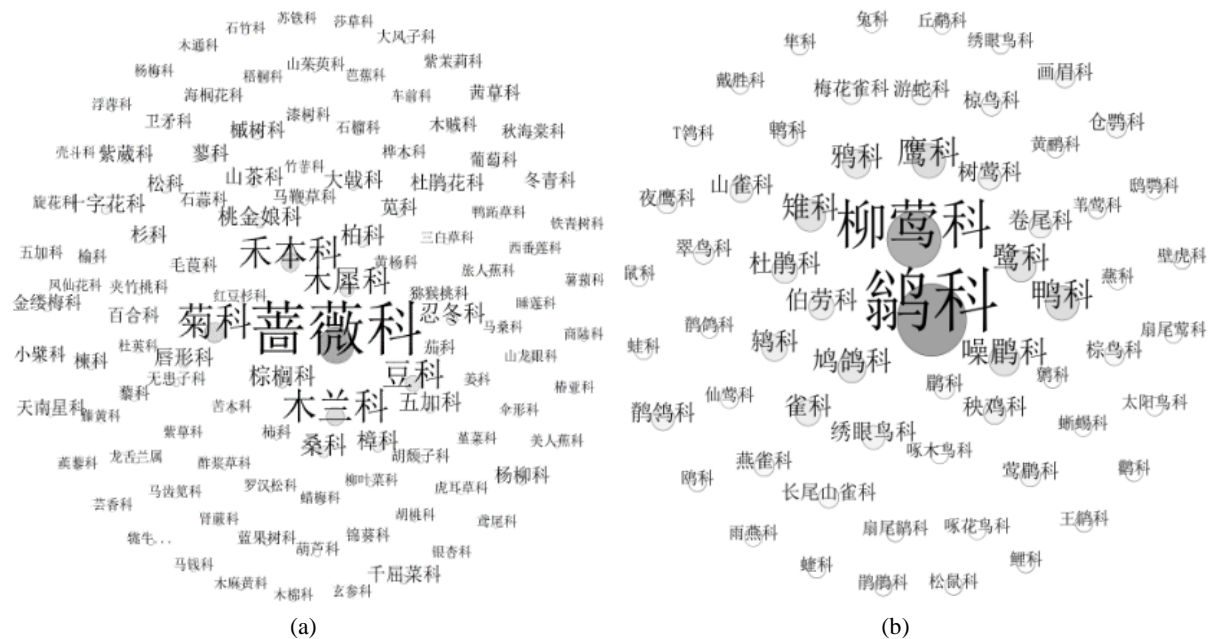 苏铁科
莎草科
石竹科
大风子科
木通科
山茱萸科
紫茉莉科
杨梅科
梧桐科
芭蕉科
海桐花科
车前科
茜草科
浮萍科
漆树科
卫矛科
槭树科
石榴科
木贼科
秋海棠科
壳斗科
紫葳科
蓼科
桦木科
葡萄科
竹芋科
松科
山茶科
大戟科
杜鹃花科
冬青科
旋花科
十字花科
石蒜科
马鞭草科
苋科
桃金娘科
鸭跖草科
铁青树科
杉科
柏科
三白草科
五加科
榆科
禾本科
西番莲科
毛茛科
黄杨科
旅人蕉科
凤仙花科
夹竹桃科
木犀科
薯蓣科
金缕梅科
红豆杉科
猕猴桃科
睡莲科
百合科
菊科
蔷薇科
忍冬科
马桑科
商陆科
小檗科
楝科
杜英科
唇形科
茄科
山龙眼科
无患子科
棕榈科
豆科
姜科
椿亚科
藜科
天南星科
藤黄科
苦木科
木兰科
五加科
伞形科
紫草科
柿科
桑科
樟科
堇菜科
美人蕉科
胡颓子科
蒺藜科
龙舌兰属
酢浆草科
杨柳科
芸香科
马齿苋科
罗汉松科
柳叶菜科
虎耳草科
蜡梅科
肾蕨科
胡桃科
鸢尾科
牻牛...
蓝果树科
葫芦科
锦葵科
银杏科
马钱科
千屈菜科
木麻黄科
木棉科
玄参科
(a)
兔科
丘鹬科
隼科
绣眼鸟科
戴胜科
画眉科
梅花雀科
游蛇科
椋鸟科
T鸻科
鹎科
仓鹗科
黄鹂科
鸦科
鹰科
树莺科
夜鹰科
山雀科
鸱鹗科
雉科
柳莺科
卷尾科
苇莺科
翠鸟科
杜鹃科
鹭科
壁虎科
鼠科
伯劳科
鹟科
鸭科
燕科
鹡鸰科
扇尾莺科
蛙科
鸫科
鸠鸽科
噪鹛科
棕鸟科
鹛科
鹮科
仙莺科
太阳鸟科
鹡鸰科
雀科
秧鸡科
蜥蜴科
绣眼鸟科
啄木鸟科
燕雀科
莺鹛科
鸥科
长尾山雀科
雨燕科
扇尾鹟科
啄花鸟科
王鹟科
鲤科
松鼠科
(b)